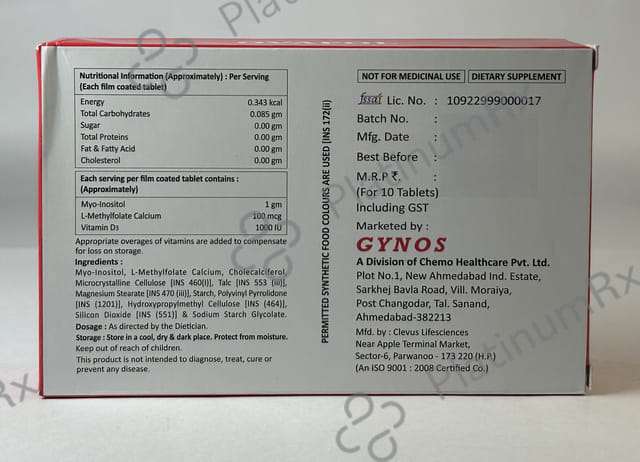 Nutritional Information (Approximately) : Per Serving
(Each film coated tablet)
Energy 0.343 kcal
Total Carbohydrates 0.085 gm
Sugar 0.00 gm
Total Proteins 0.00 gm
Fat & Fatty Acid 0.00 gm
Cholesterol 0.00 gm
Each serving per film coated tablet contains :
(Approximately)
Myo-Inositol 1 gm
L-Methylfolate Calcium 100 mcg
Vitamin D3 1000 IU
Appropriate overages of vitamins are added to compensate
for loss on storage.
Ingredients :
Myo-Inositol, L-Methylfolate Calcium, Cholecalciferol,
Microcrystalline Cellulose [INS 460(I)], Talc [INS 553 (iii)],
Magnesium Stearate [INS 470 (iii)], Starch, Polyvinyl Pyrrolidone
[INS (1201)], Hydroxypropylmethyl Cellulose [INS (464)],
Silicon Dioxide [INS (551)] & Sodium Starch Glycolate.
Dosage : As directed by the Dietician.
Storage : Store in a cool, dry & dark place. Protect from moisture.
Keep out of reach of children.
This product is not intended to diagnose, treat, cure or
prevent any disease.
PERMITTED SYNTHETIC FOOD COLOURS ARE USED [INS 172(ii)
NOT FOR MEDICINAL USE DIETARY SUPPLEMENT
fssai Lic. No. : 10922999000017
Batch No. :
Mfg. Date :
Best Before :
M.R.P ₹. :
(For 10 Tablets)
Including GST
Marketed by :
GYNOS
A Division of Chemo Healthcare Pvt. Ltd.
Plot No.1, New Ahmedabad Ind. Estate,
Sarkhej Bavla Road, Vill. Moraiya,
Post Changodar, Tal. Sanand,
Ahmedabad-382213
Mfd. by : Clevus Lifesciences
Near Apple Terminal Market,
Sector-6, Parwanoo - 173 220 (H.P.)
(An ISO 9001 : 2008 Certified Co.)
PlatinumRx
PlatinumRx
PlatinumRx
Rx